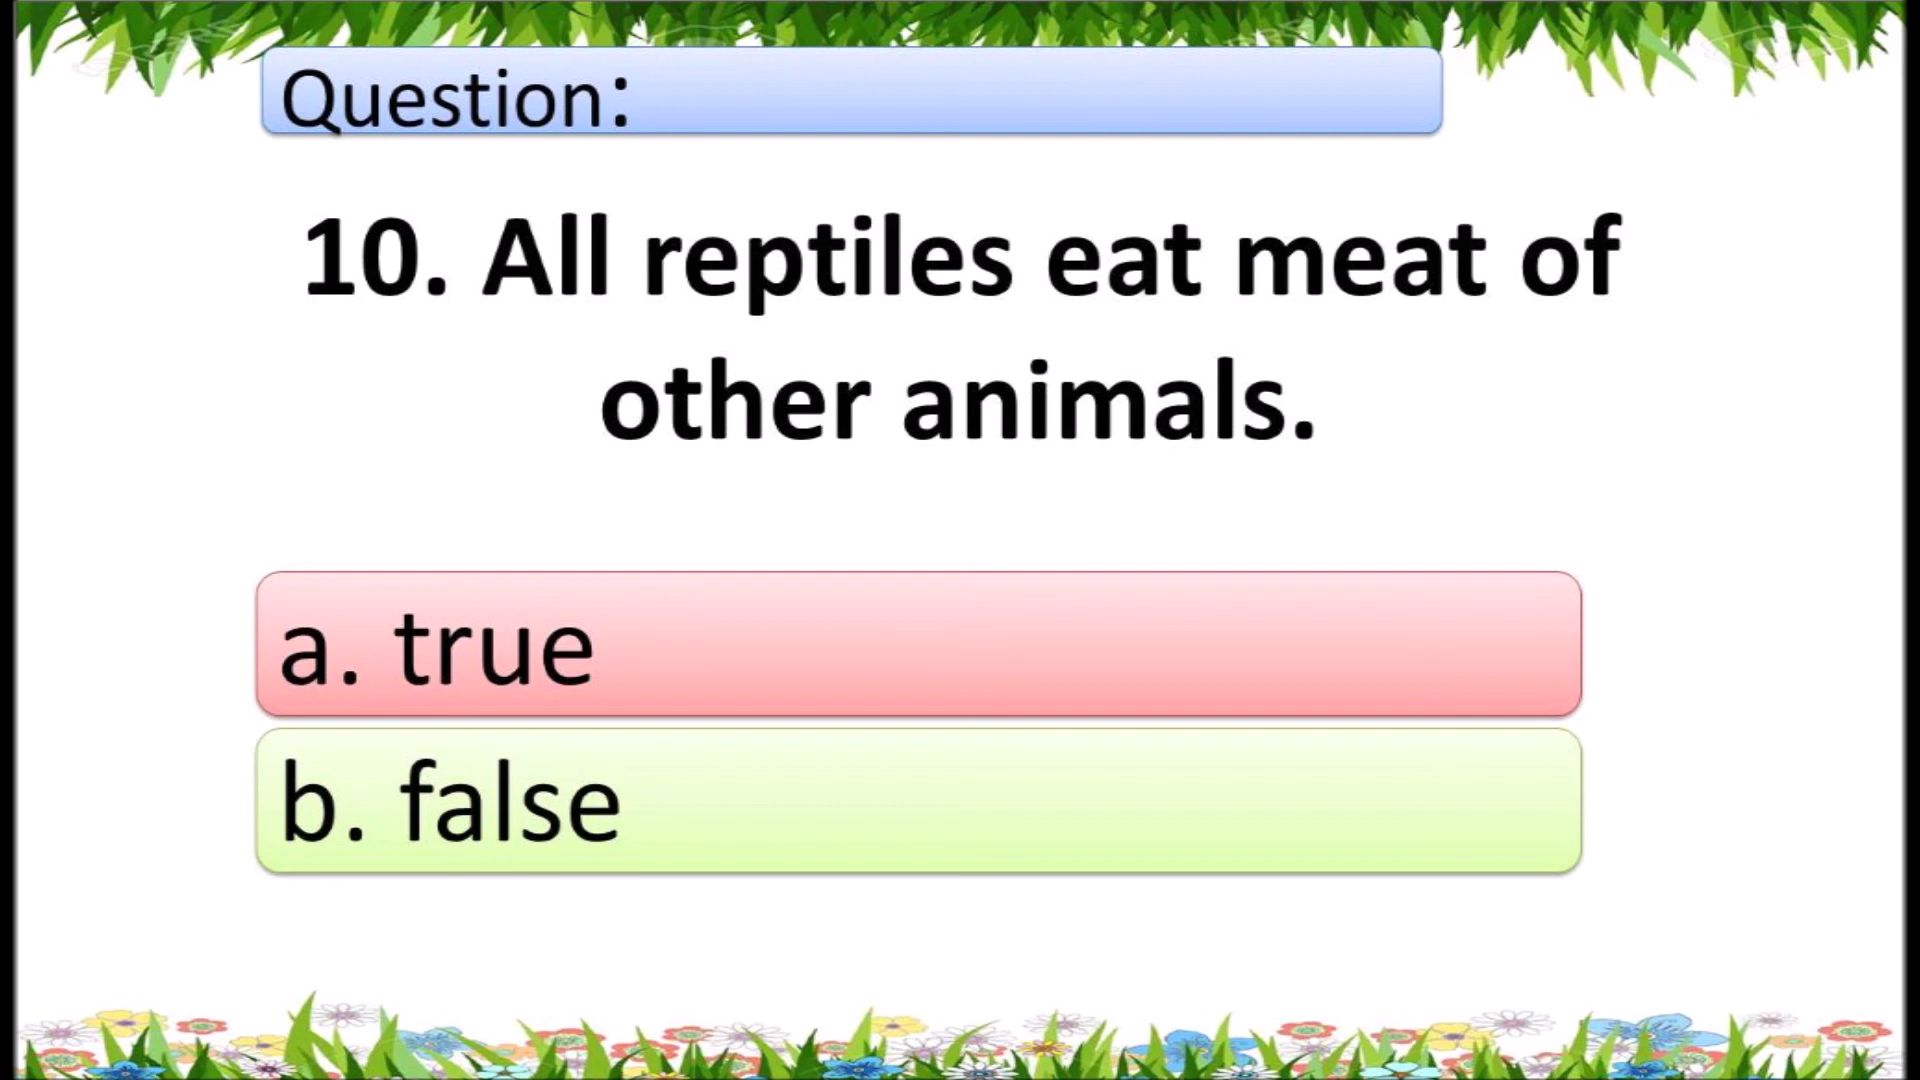 Question:
10. All reptiles eat meat of
other animals.
a. true
b. false